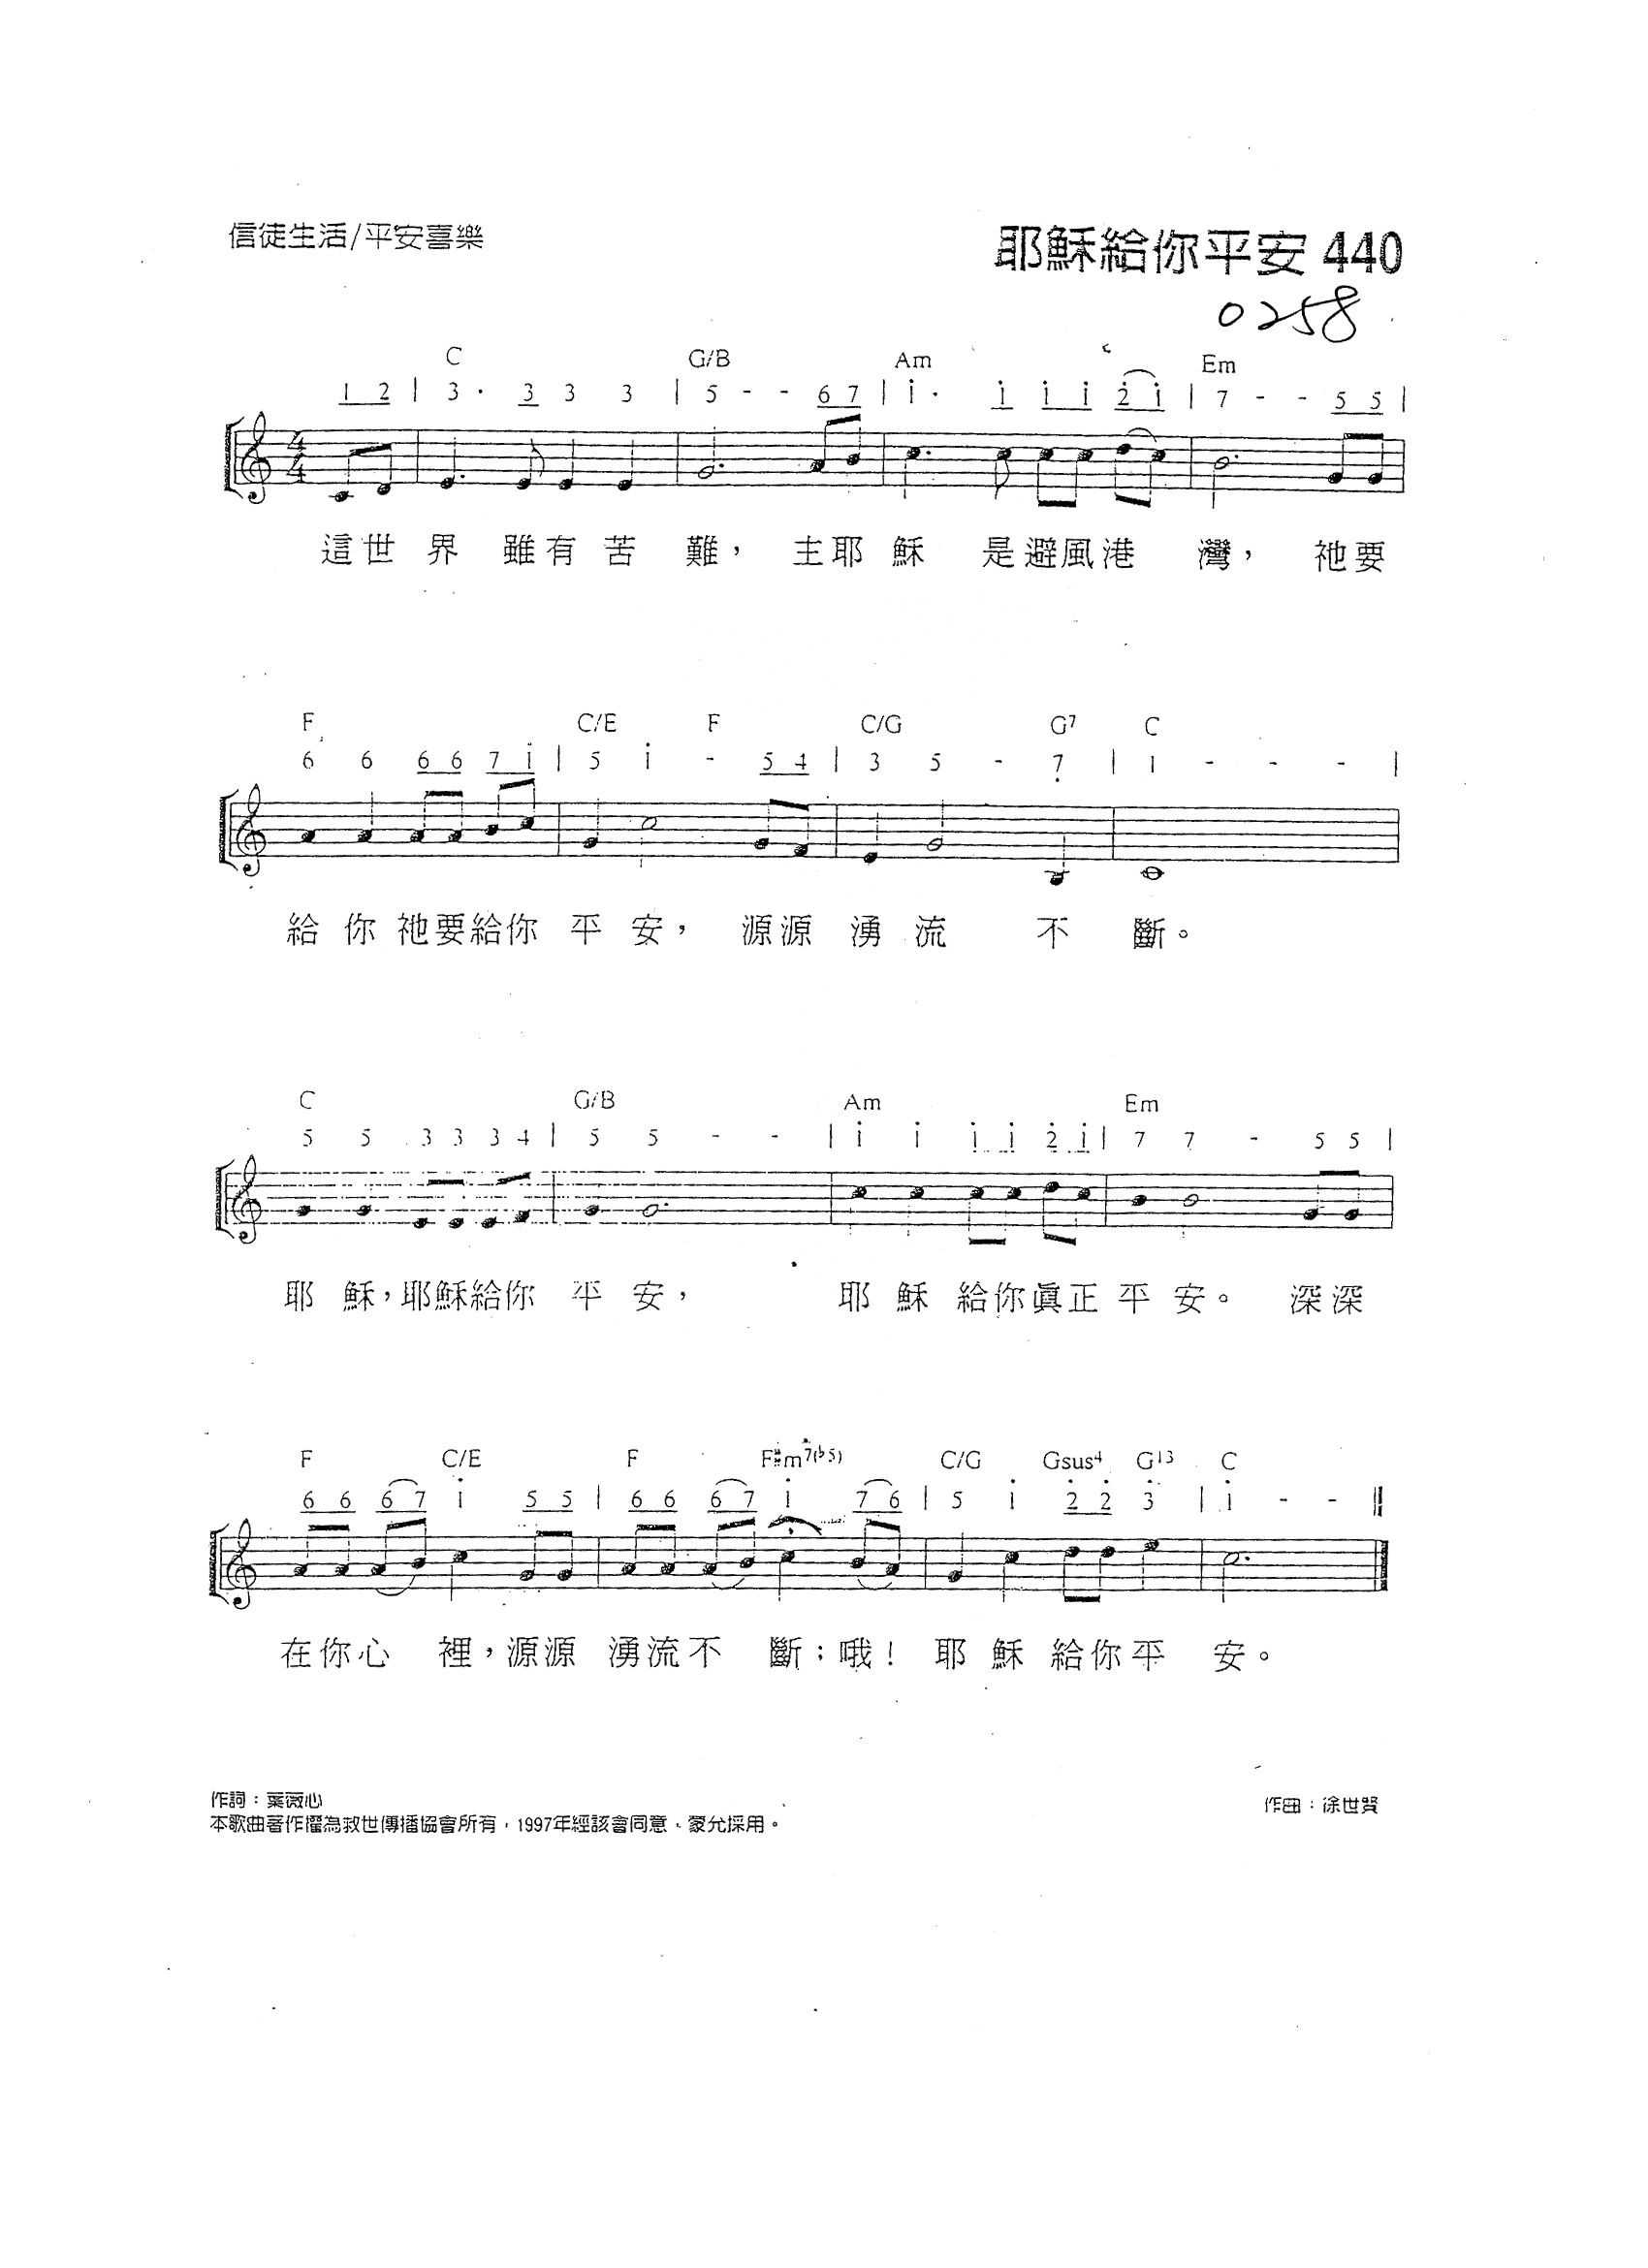 信徒生活/平安喜樂
耶穌給你平安 440
0258
C G/B Am Em
1 2 | 3 · 3 3 3 | 5 - - 6 7 | i · i i i 2̇ i | 7 - - 5 5 |
4
4
這世 界 雖有 苦 難， 主耶 穌 是避風港 灣， 祂要
F C/E F C/G G7 C
6 6 6 6 7 i | 5 i - 5 4 | 3 5 - 7̣ | 1 - - - |
給 你 祂要給你 平 安， 源源 湧 流 不 斷。
C G/B Am Em
5 5 3 3 3 4 | 5 5 - - | i i i i 2̇ i | 7 7 - 5 5 |
耶 穌，耶穌給你 平 安， 耶 穌 給你眞正 平 安。 深深
F C/E F F#m7(♭5) C/G Gsus4 G13 C
6 6 6 7 i 5 5 | 6 6 6 7 i 7 6 | 5 i 2̇ 2̇ 3̇ | i - - ‖
在你心 裡，源源 湧流不 斷；哦！ 耶 穌 給你平 安。
作詞：葉薇心
作曲：徐世賢
本歌曲著作權為救世傳播協會所有，1997年經該會同意、蒙允採用。